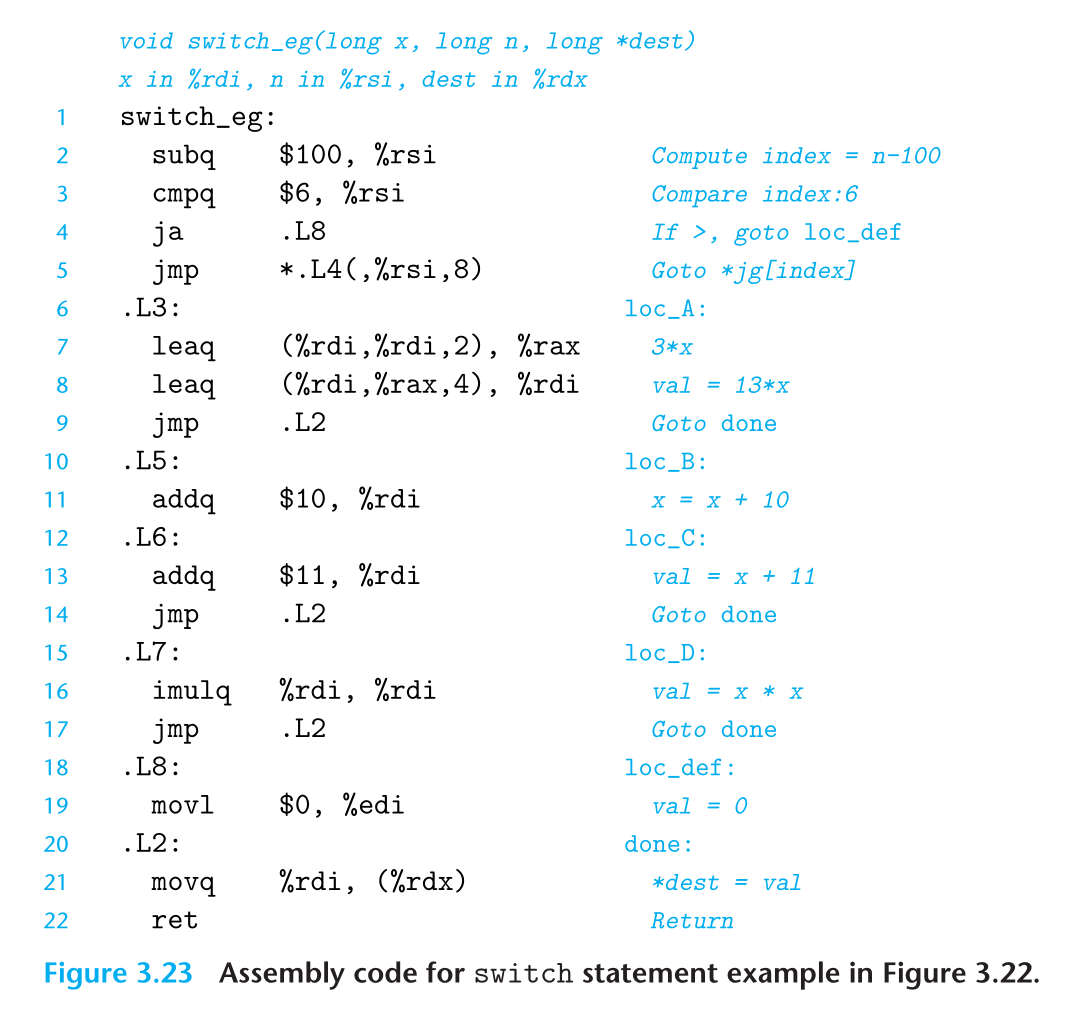 void switch_eg(long x, long n, long *dest)
x in %rdi, n in %rsi, dest in %rdx
1 switch_eg:
2 subq $100, %rsi Compute index = n-100
3 cmpq $6, %rsi Compare index:6
4 ja .L8 If >, goto loc_def
5 jmp *.L4(,%rsi,8) Goto *jg[index]
6 .L3: loc_A:
7 leaq (%rdi,%rdi,2), %rax 3*x
8 leaq (%rdi,%rax,4), %rdi val = 13*x
9 jmp .L2 Goto done
10 .L5: loc_B:
11 addq $10, %rdi x = x + 10
12 .L6: loc_C:
13 addq $11, %rdi val = x + 11
14 jmp .L2 Goto done
15 .L7: loc_D:
16 imulq %rdi, %rdi val = x * x
17 jmp .L2 Goto done
18 .L8: loc_def:
19 movl $0, %edi val = 0
20 .L2: done:
21 movq %rdi, (%rdx) *dest = val
22 ret Return
Figure 3.23 Assembly code for switch statement example in Figure 3.22.